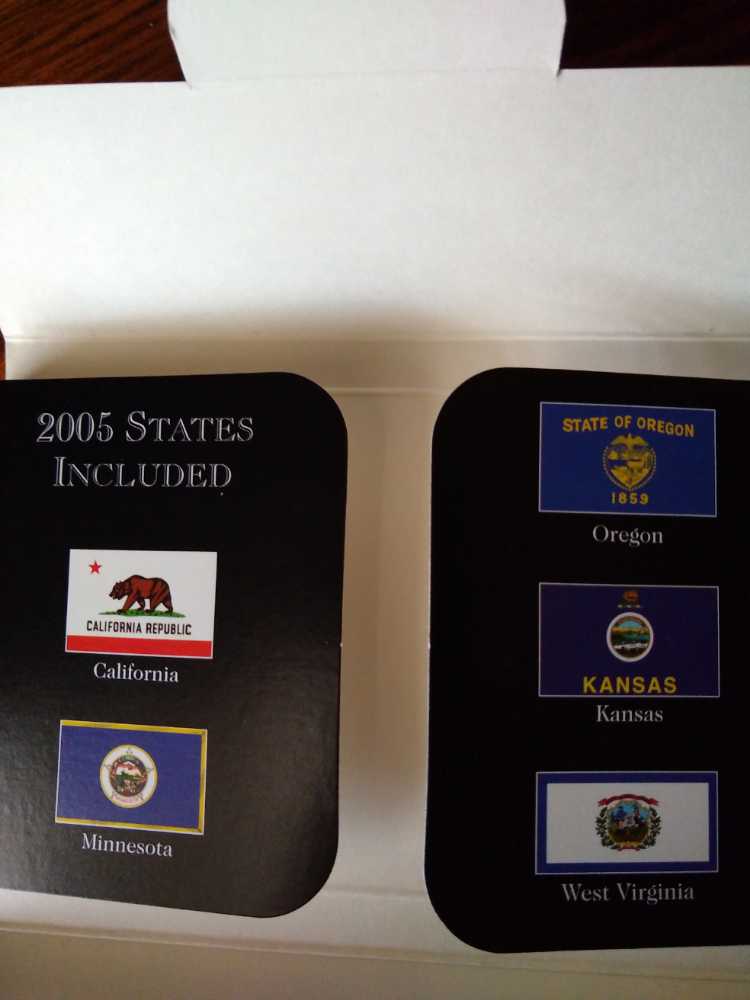 2005 STATES
INCLUDED
CALIFORNIA REPUBLIC
California
Minnesota
STATE OF OREGON
1859
Oregon
KANSAS
Kansas
West Virginia